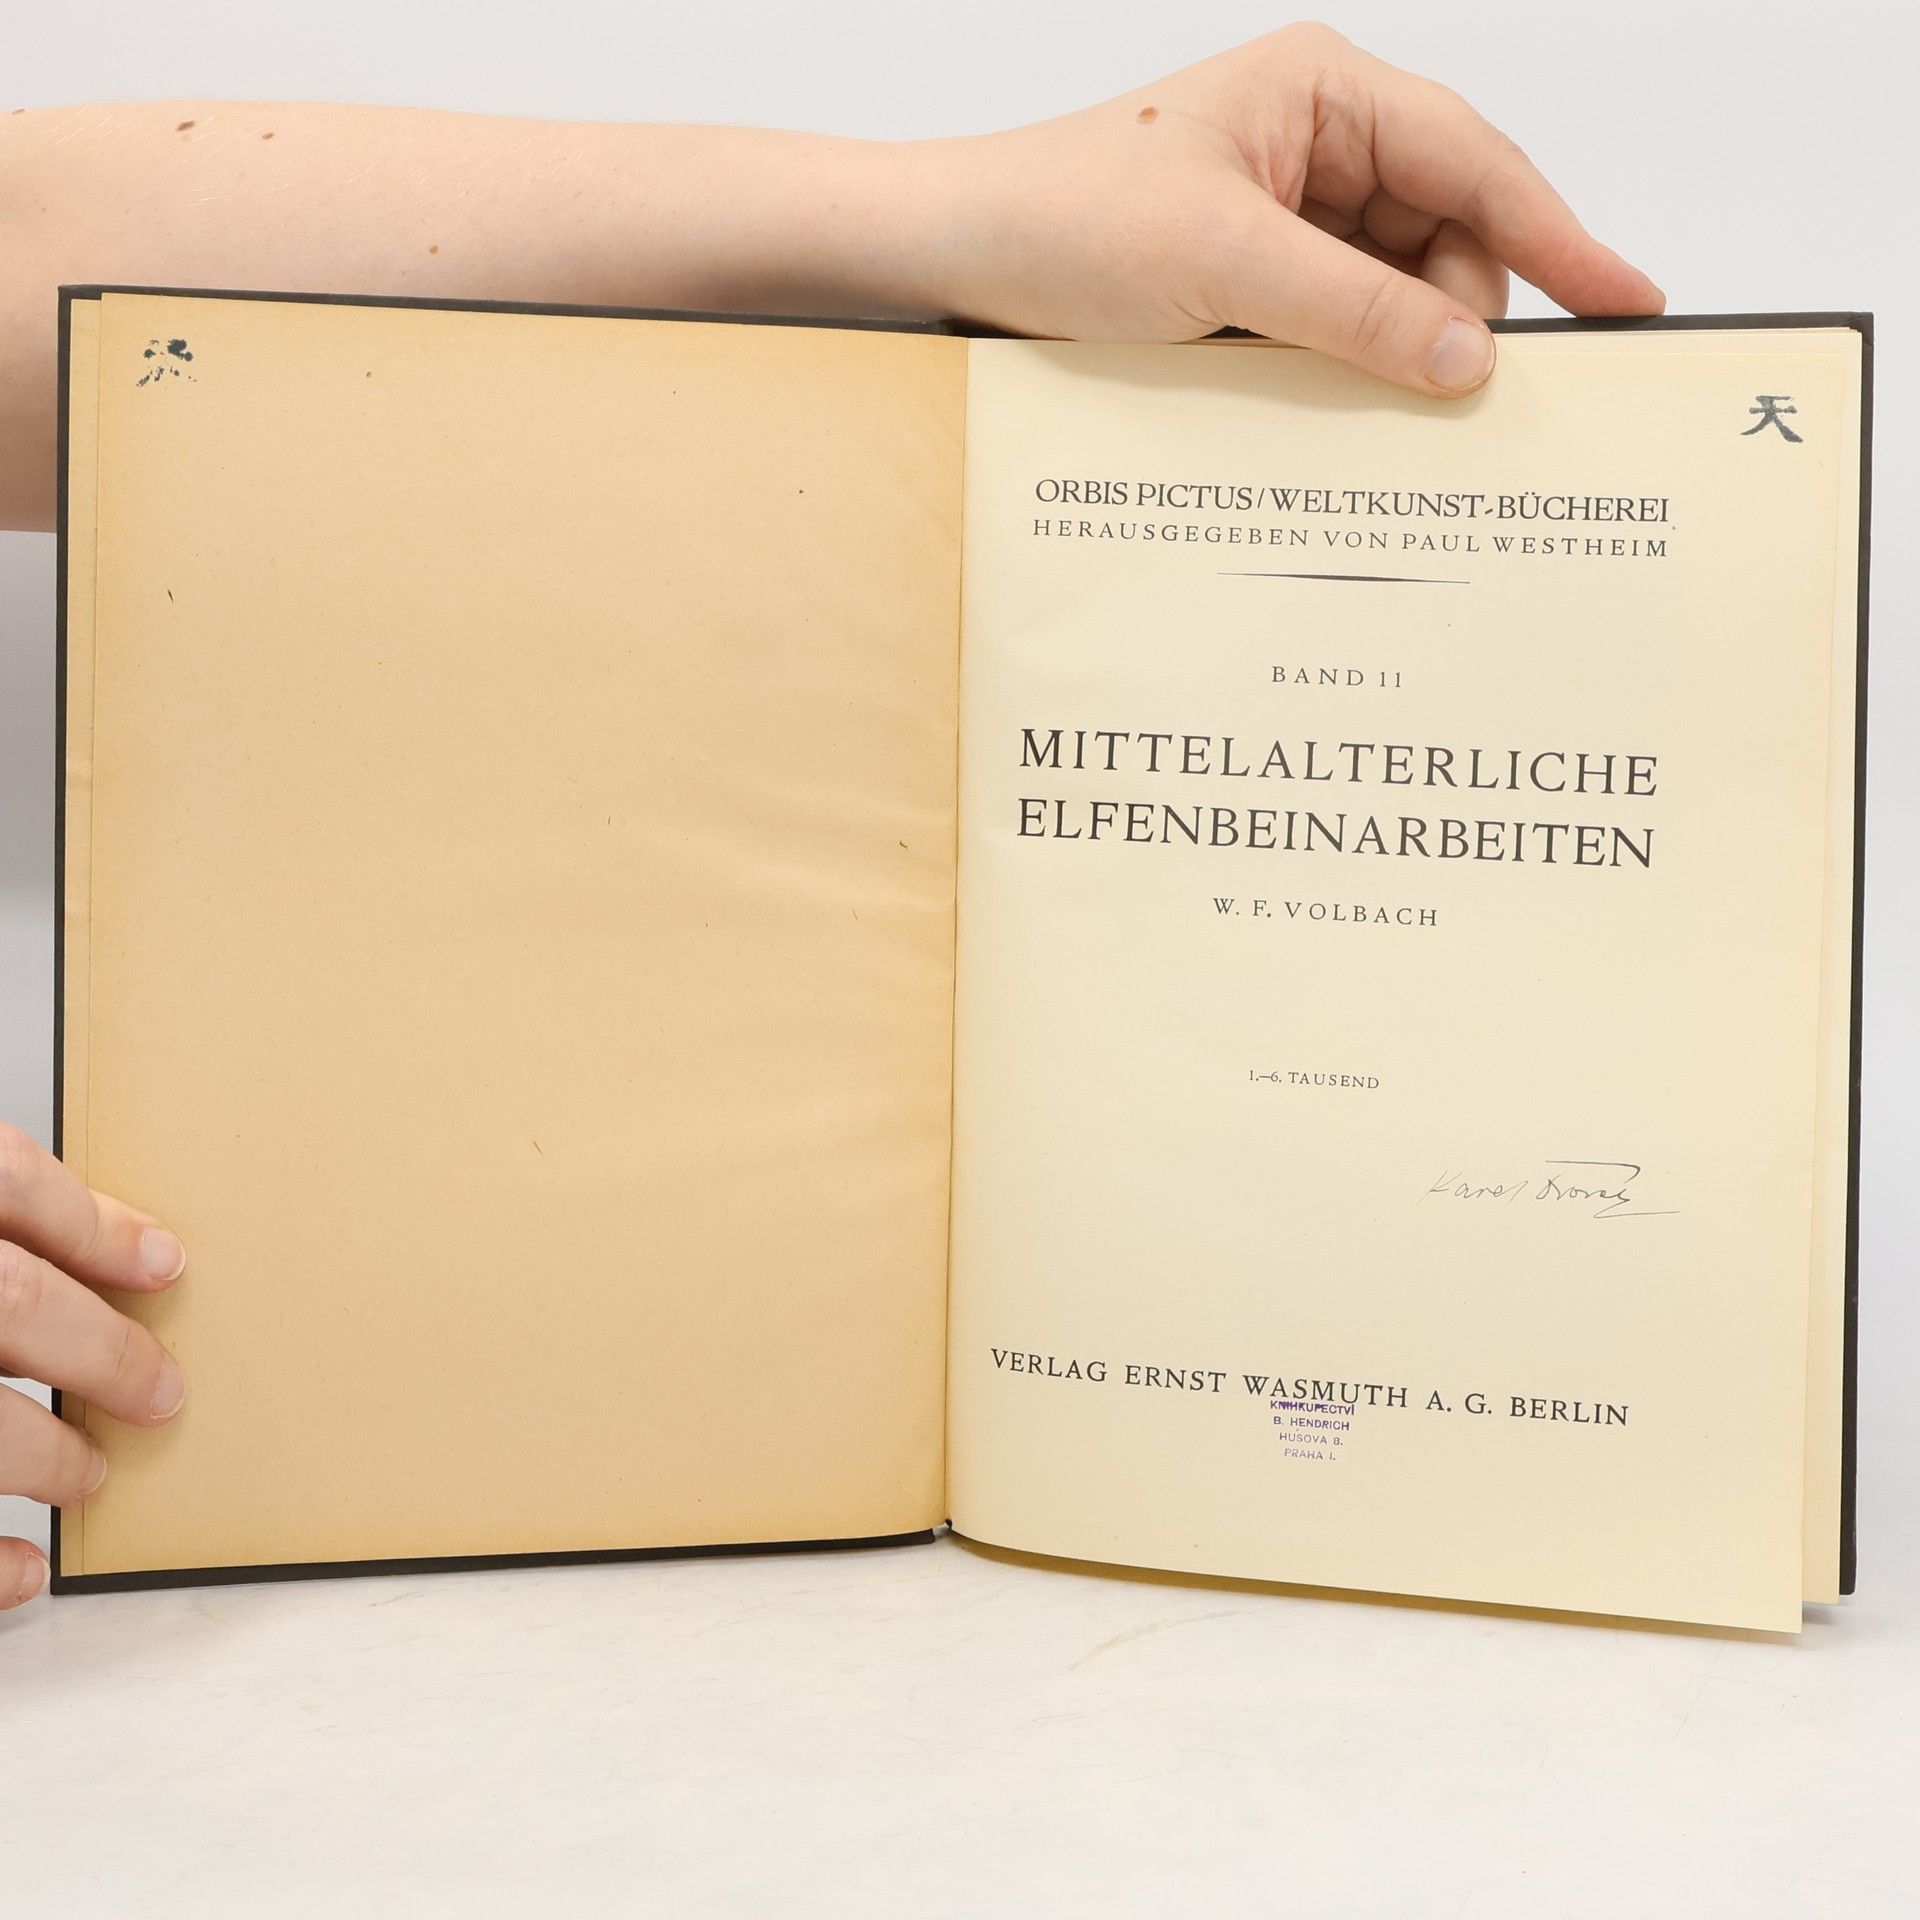 天
ORBIS PICTUS / WELTKUNST-BÜCHEREI
HERAUSGEGEBEN VON PAUL WESTHEIM
BAND 11
MITTELALTERLICHE
ELFENBEINARBEITEN
W. F. VOLBACH
1.—6. TAUSEND
Karel
VERLAG ERNST WASMUTH A. G. BERLIN
KNIHKUPECTVÍ
B. HENDRICH
HUSOVA 8.
PRAHA I.